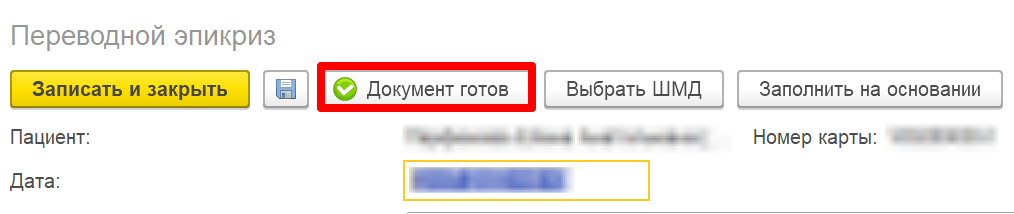 Переводной эпикриз
Записать и закрыть Документ готов Выбрать ШМД Заполнить на основании
Пациент: Номер карты:
Дата: